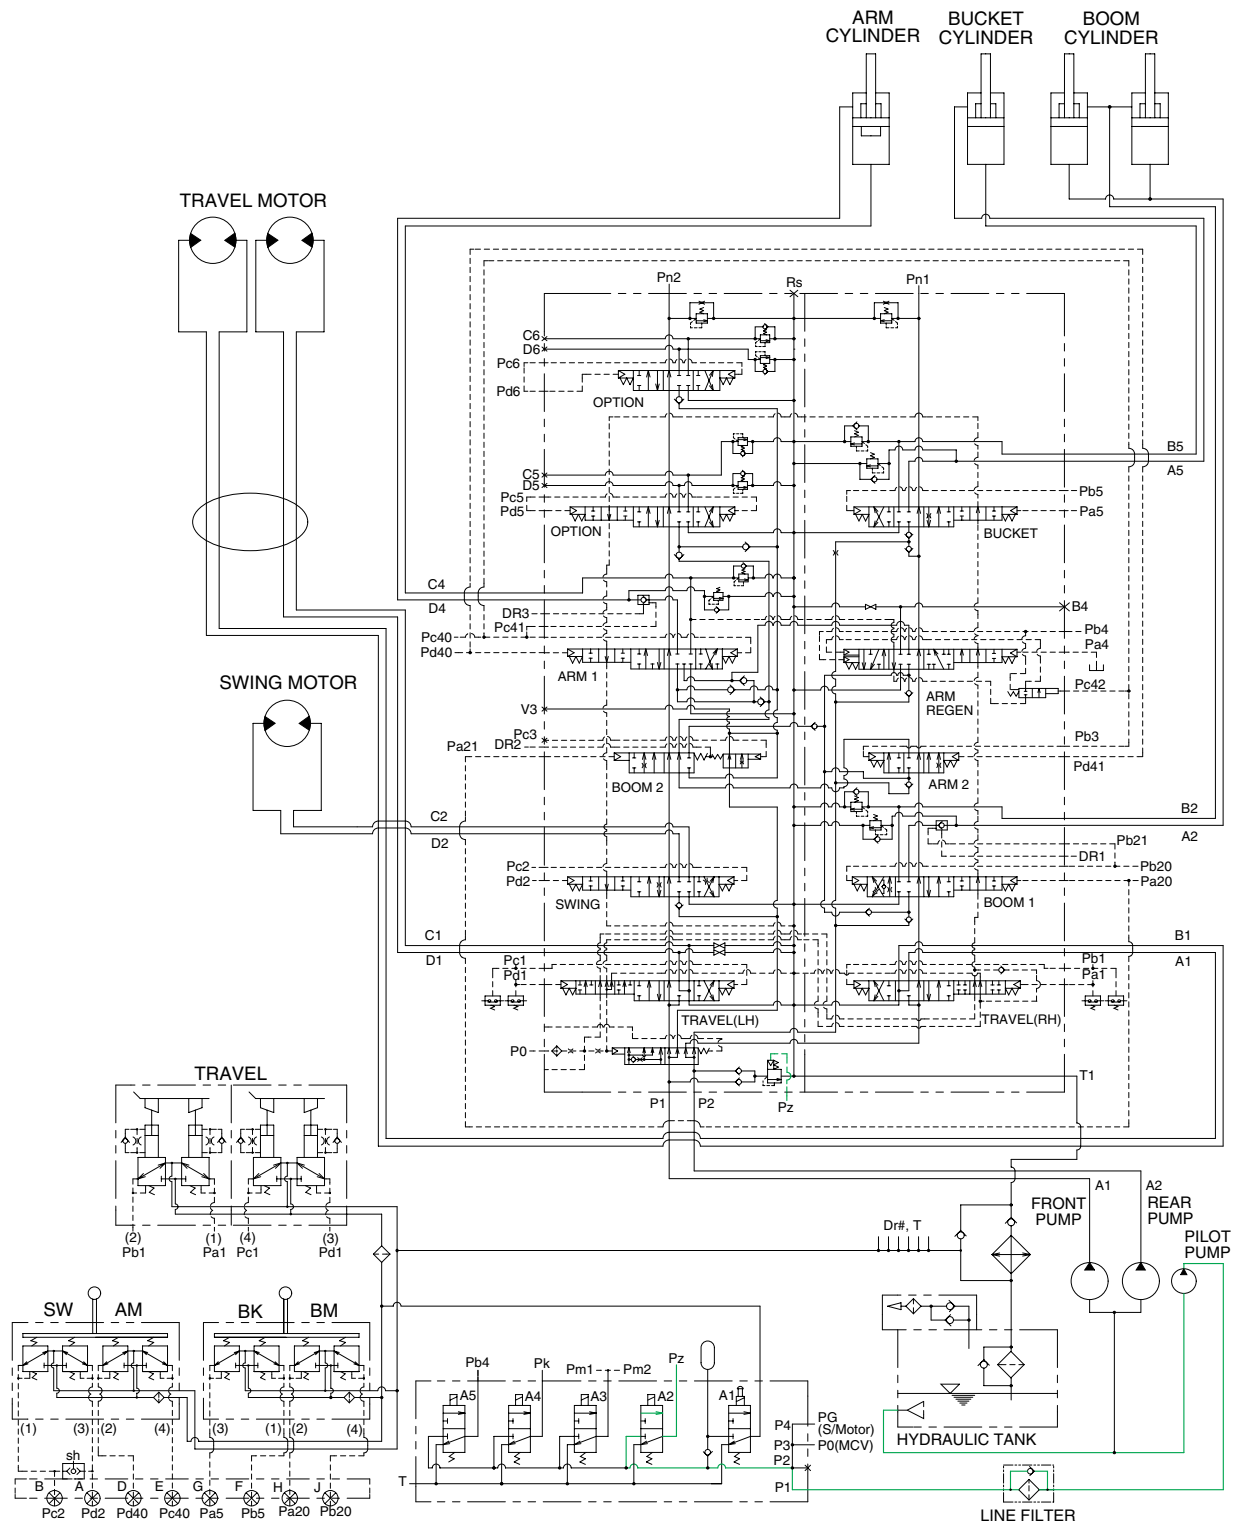 ARM
CYLINDER
BUCKET
CYLINDER
BOOM
CYLINDER
TRAVEL MOTOR
Pn2
Rs
Pn1
C6
D6
Pc6
Pd6
OPTION
B5
A5
C5
D5
Pc5
Pd5
OPTION
Pb5
Pa5
BUCKET
C4
D4
DR3
Pc41
B4
Pc40
Pd40
Pb4
Pa4
ARM 1
ARM
REGEN
Pc42
SWING MOTOR
V3
Pc3
DR2
Pa21
Pb3
BOOM 2
ARM 2
Pd41
C2
D2
B2
A2
Pb21
DR1
Pc2
Pd2
Pb20
Pa20
SWING
BOOM 1
C1
D1
B1
A1
Pc1
Pd1
Pb1
Pa1
TRAVEL(LH)
TRAVEL(RH)
P0
T1
TRAVEL
P1
P2
Pz
A1
A2
FRONT
PUMP
REAR
PUMP
PILOT
PUMP
Dr#, T
(2)
(1)
(4)
(3)
Pb1
Pa1
Pc1
Pd1
SW
AM
BK
BM
Pb4
Pk
Pm1
Pm2
Pz
A5
A4
A3
A2
A1
P4
PG
(S/Motor)
P3
P0(MCV)
P2
P1
T
HYDRAULIC TANK
LINE FILTER
(1)
(3)
(2)
(4)
(3)
(1)
(2)
(4)
sh
B
A
D
E
G
F
H
J
Pc2
Pd2
Pd40
Pc40
Pa5
Pb5
Pa20
Pb20